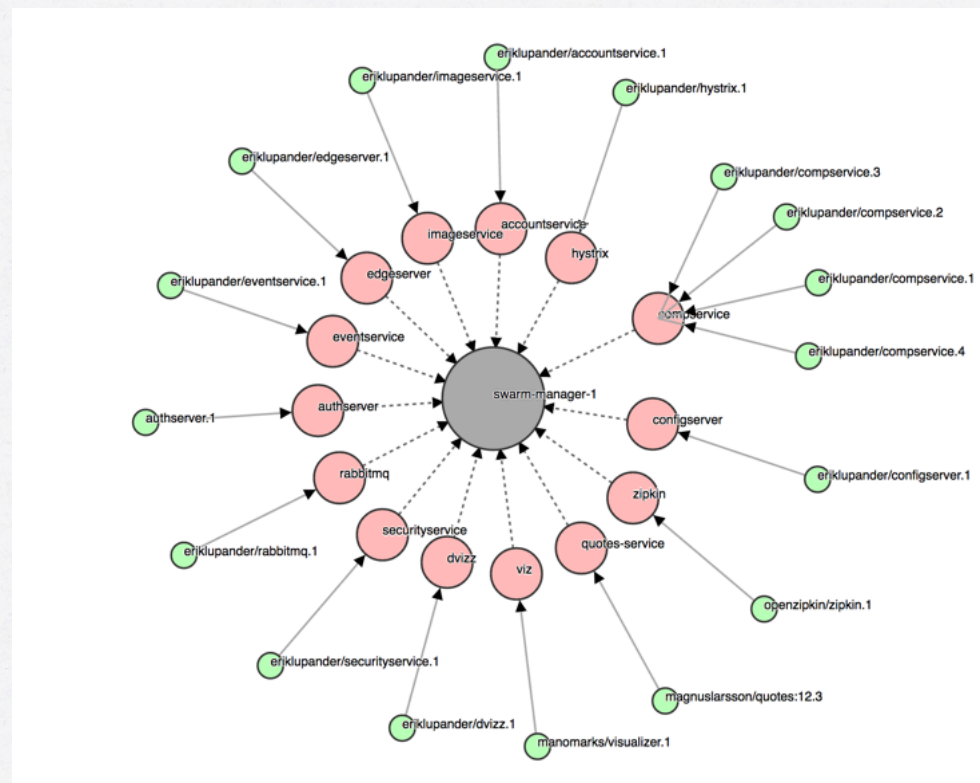 eriklupander/accountservice.1
eriklupander/imageservice.1
eriklupander/hystrix.1
eriklupander/edgeserver.1
eriklupander/compservice.3
eriklupander/compservice.2
accountservice
imageservice
hystrix
edgeserver
eriklupander/eventservice.1
eriklupander/compservice.1
compservice
eventservice
eriklupander/compservice.4
swarm-manager-1
authserver
authserver.1
configserver
rabbitmq
eriklupander/configserver.1
zipkin
securityservice
quotes-service
eriklupander/rabbitmq.1
dvizz
viz
openzipkin/zipkin.1
eriklupander/securityservice.1
magnuslarsson/quotes:12.3
eriklupander/dvizz.1
manomarks/visualizer.1